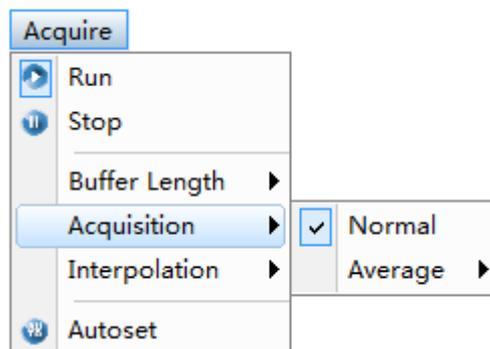 Acquire
Run
Stop
Buffer Length
Acquisition
Normal
Interpolation
Average
Autoset